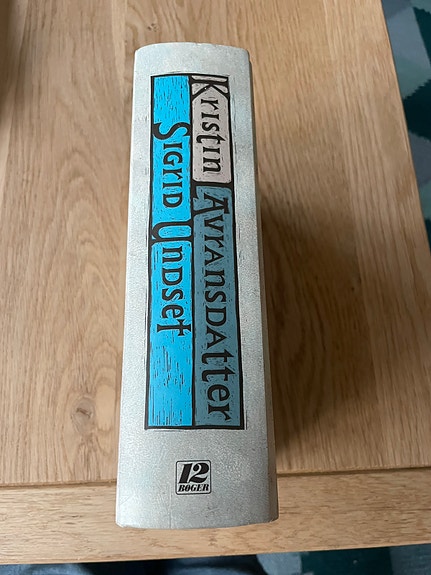 Kristin Lavransdatter
Sigrid Undset
12
BØGER